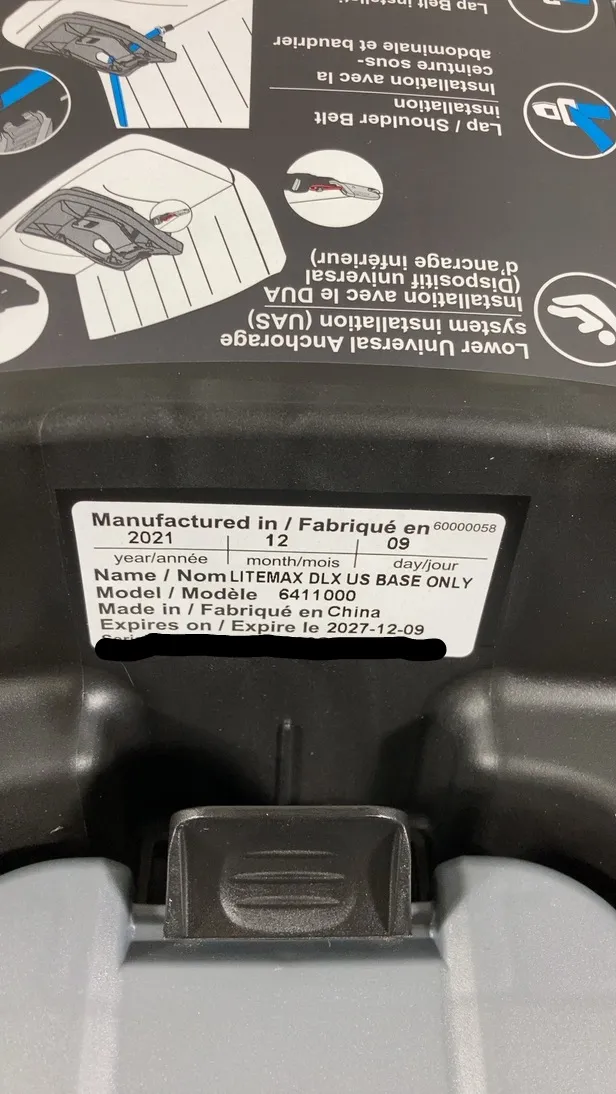 Lower Universal Anchorage
system installation (UAS)
Installation avec le DUA
(Dispositif universel
d'ancrage inférieur)
Lap / Shoulder Belt
installation
Installation avec la
ceinture sous-
abdominale et baudrier
Lap Belt
Manufactured in / Fabriqué en 60000058
2021 12 09
year/année month/mois day/jour
Name / Nom LITEMAX DLX US BASE ONLY
Model / Modèle 6411000
Made in / Fabriqué en China
Expires on / Expire le 2027-12-09